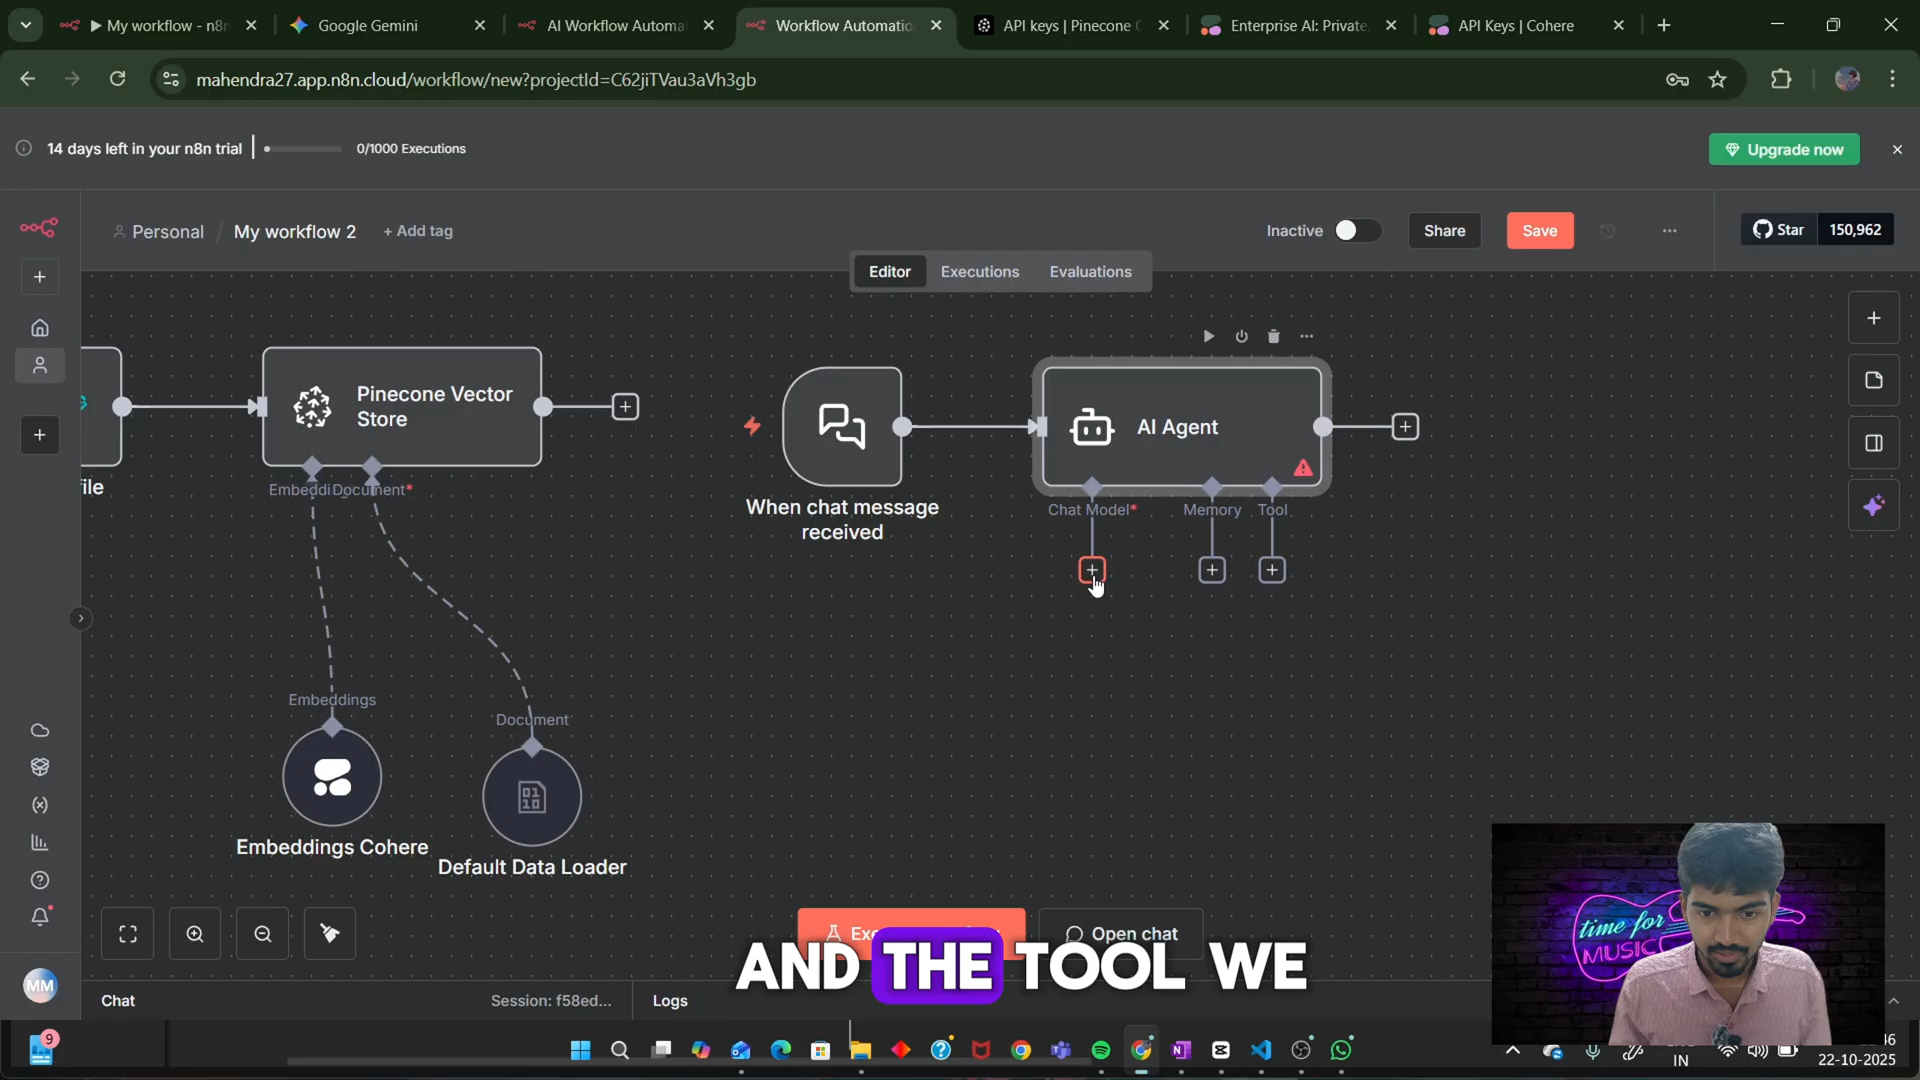 My workflow - n8n
Google Gemini
AI Workflow Automa
Workflow Automatio
API keys | Pinecone C
Enterprise AI: Private
API Keys | Cohere
mahendra27.app.n8n.cloud/workflow/new?projectId=C62jiTVau3aVh3gb
14 days left in your n8n trial
0/1000 Executions
Upgrade now
Personal / My workflow 2 + Add tag
Inactive
Share
Save
Star 150,962
Editor Executions Evaluations
Pinecone Vector
Store
AI Agent
ile
Embeddi
Document*
When chat message
received
Chat Model*
Memory
Tool
Embeddings
Document
Embeddings Cohere
Default Data Loader
Open chat
AND THE TOOL WE
time for
MUSIC
MM
Chat
Session: f58ed...
Logs
9
IN
22-10-2025